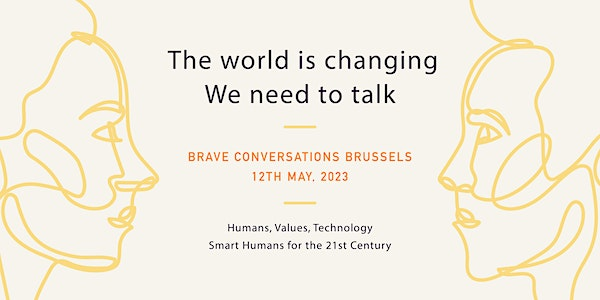 The world is changing
We need to talk
BRAVE CONVERSATIONS BRUSSELS
12TH MAY, 2023
Humans, Values, Technology
Smart Humans for the 21st Century